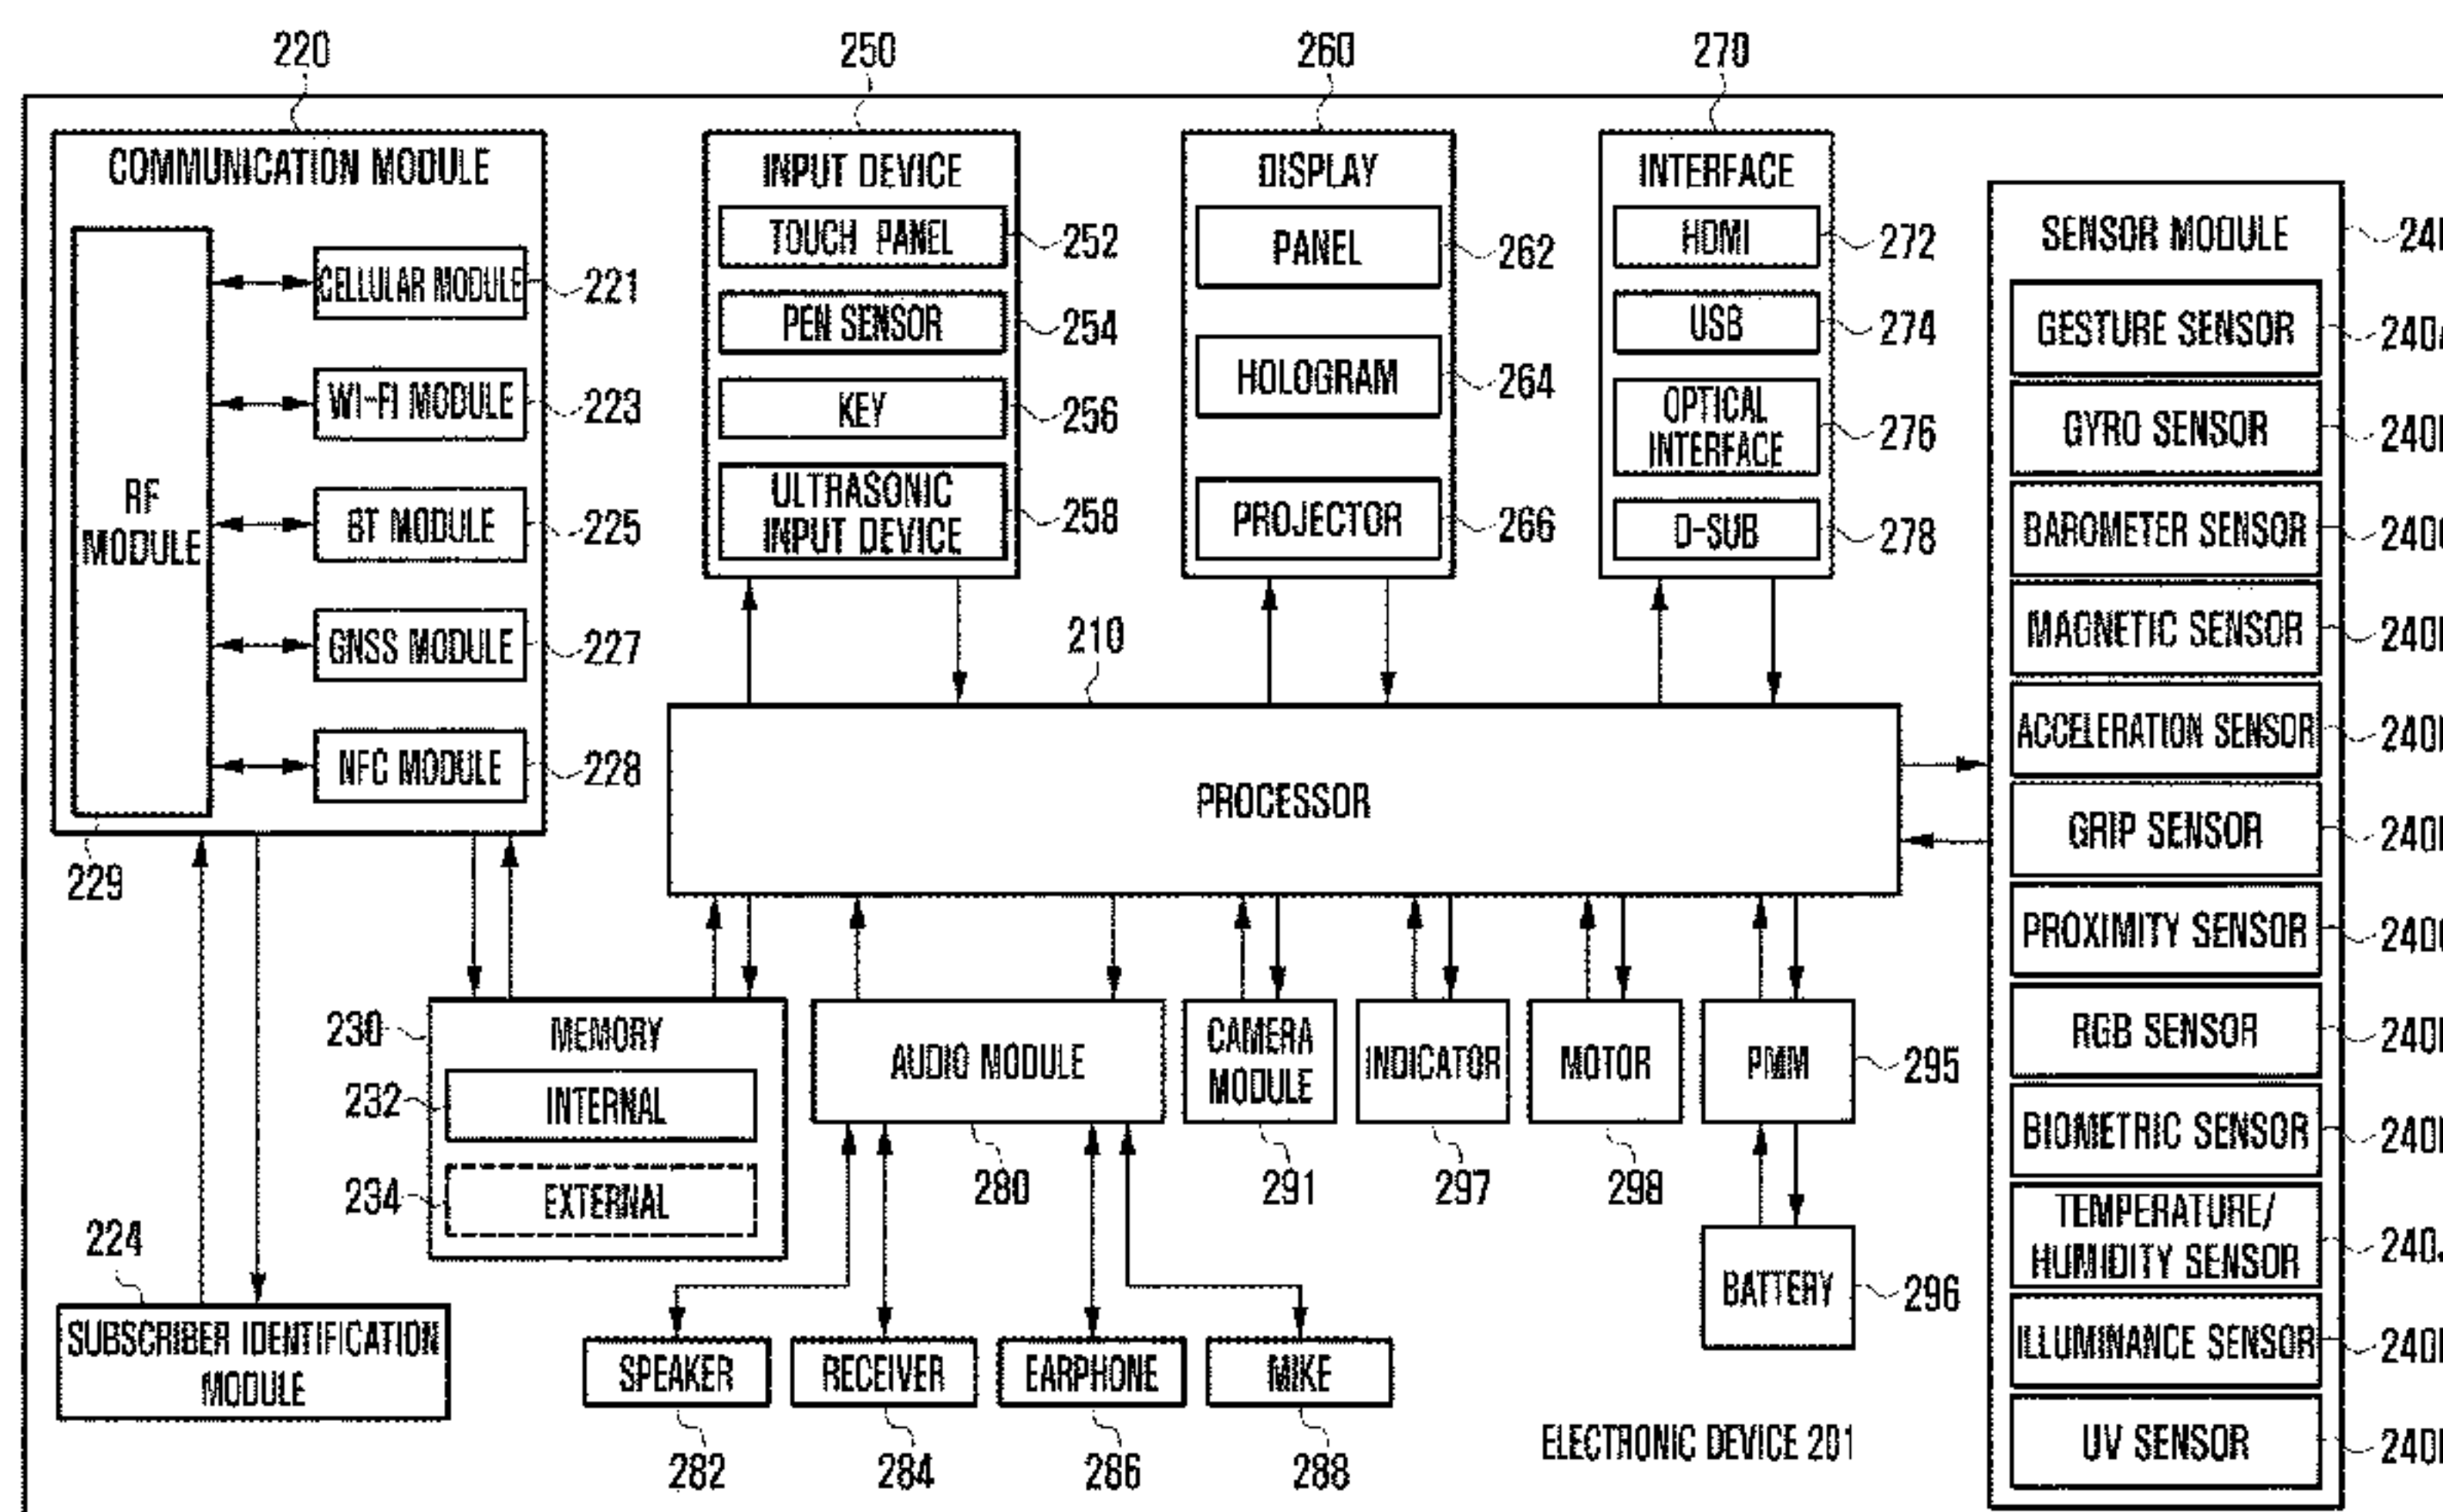 220
250
260
270
COMMUNICATION MODULE
RF
MODULE
CELLULAR MODULE
221
WI-FI MODULE
223
BT MODULE
225
GNSS MODULE
227
NFC MODULE
228
229
INPUT DEVICE
TOUCH PANEL
252
PEN SENSOR
254
KEY
256
ULTRASONIC
INPUT DEVICE
258
DISPLAY
PANEL
262
HOLOGRAM
264
PROJECTOR
266
INTERFACE
HDMI
272
USB
274
OPTICAL
INTERFACE
276
D-SUB
278
210
PROCESSOR
SENSOR MODULE
GESTURE SENSOR
GYRO SENSOR
BAROMETER SENSOR
MAGNETIC SENSOR
ACCELERATION SENSOR
GRIP SENSOR
PROXIMITY SENSOR
RGB SENSOR
BIOMETRIC SENSOR
TEMPERATURE/
HUMIDITY SENSOR
ILLUMINANCE SENSOR
UV SENSOR
230
MEMORY
232
INTERNAL
234
EXTERNAL
224
SUBSCRIBER IDENTIFICATION
MODULE
AUDIO MODULE
280
CAMERA
MODULE
291
INDICATOR
297
MOTOR
298
PMM
295
BATTERY
296
SPEAKER
282
RECEIVER
284
EARPHONE
286
MIKE
288
ELECTRONIC DEVICE 201